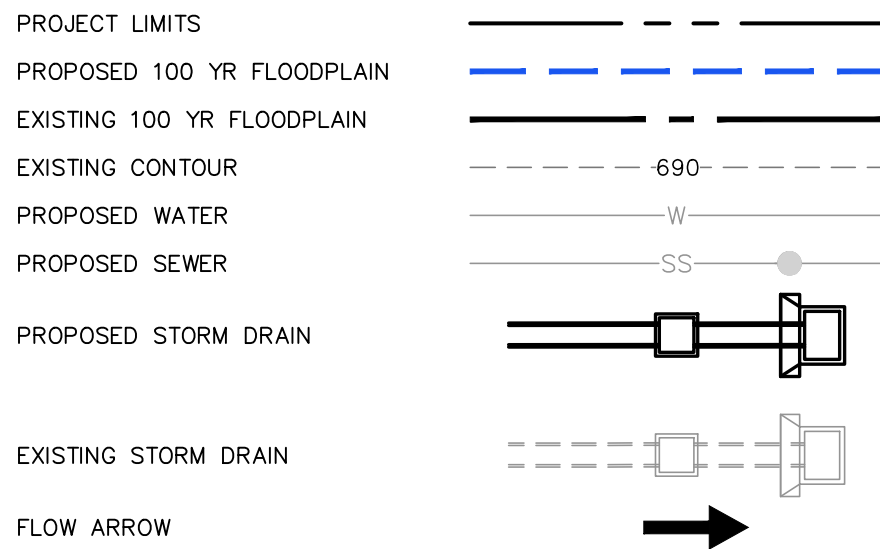 PROJECT LIMITS
PROPOSED 100 YR FLOODPLAIN
EXISTING 100 YR FLOODPLAIN
EXISTING CONTOUR 690
PROPOSED WATER W
PROPOSED SEWER SS
PROPOSED STORM DRAIN
EXISTING STORM DRAIN
FLOW ARROW